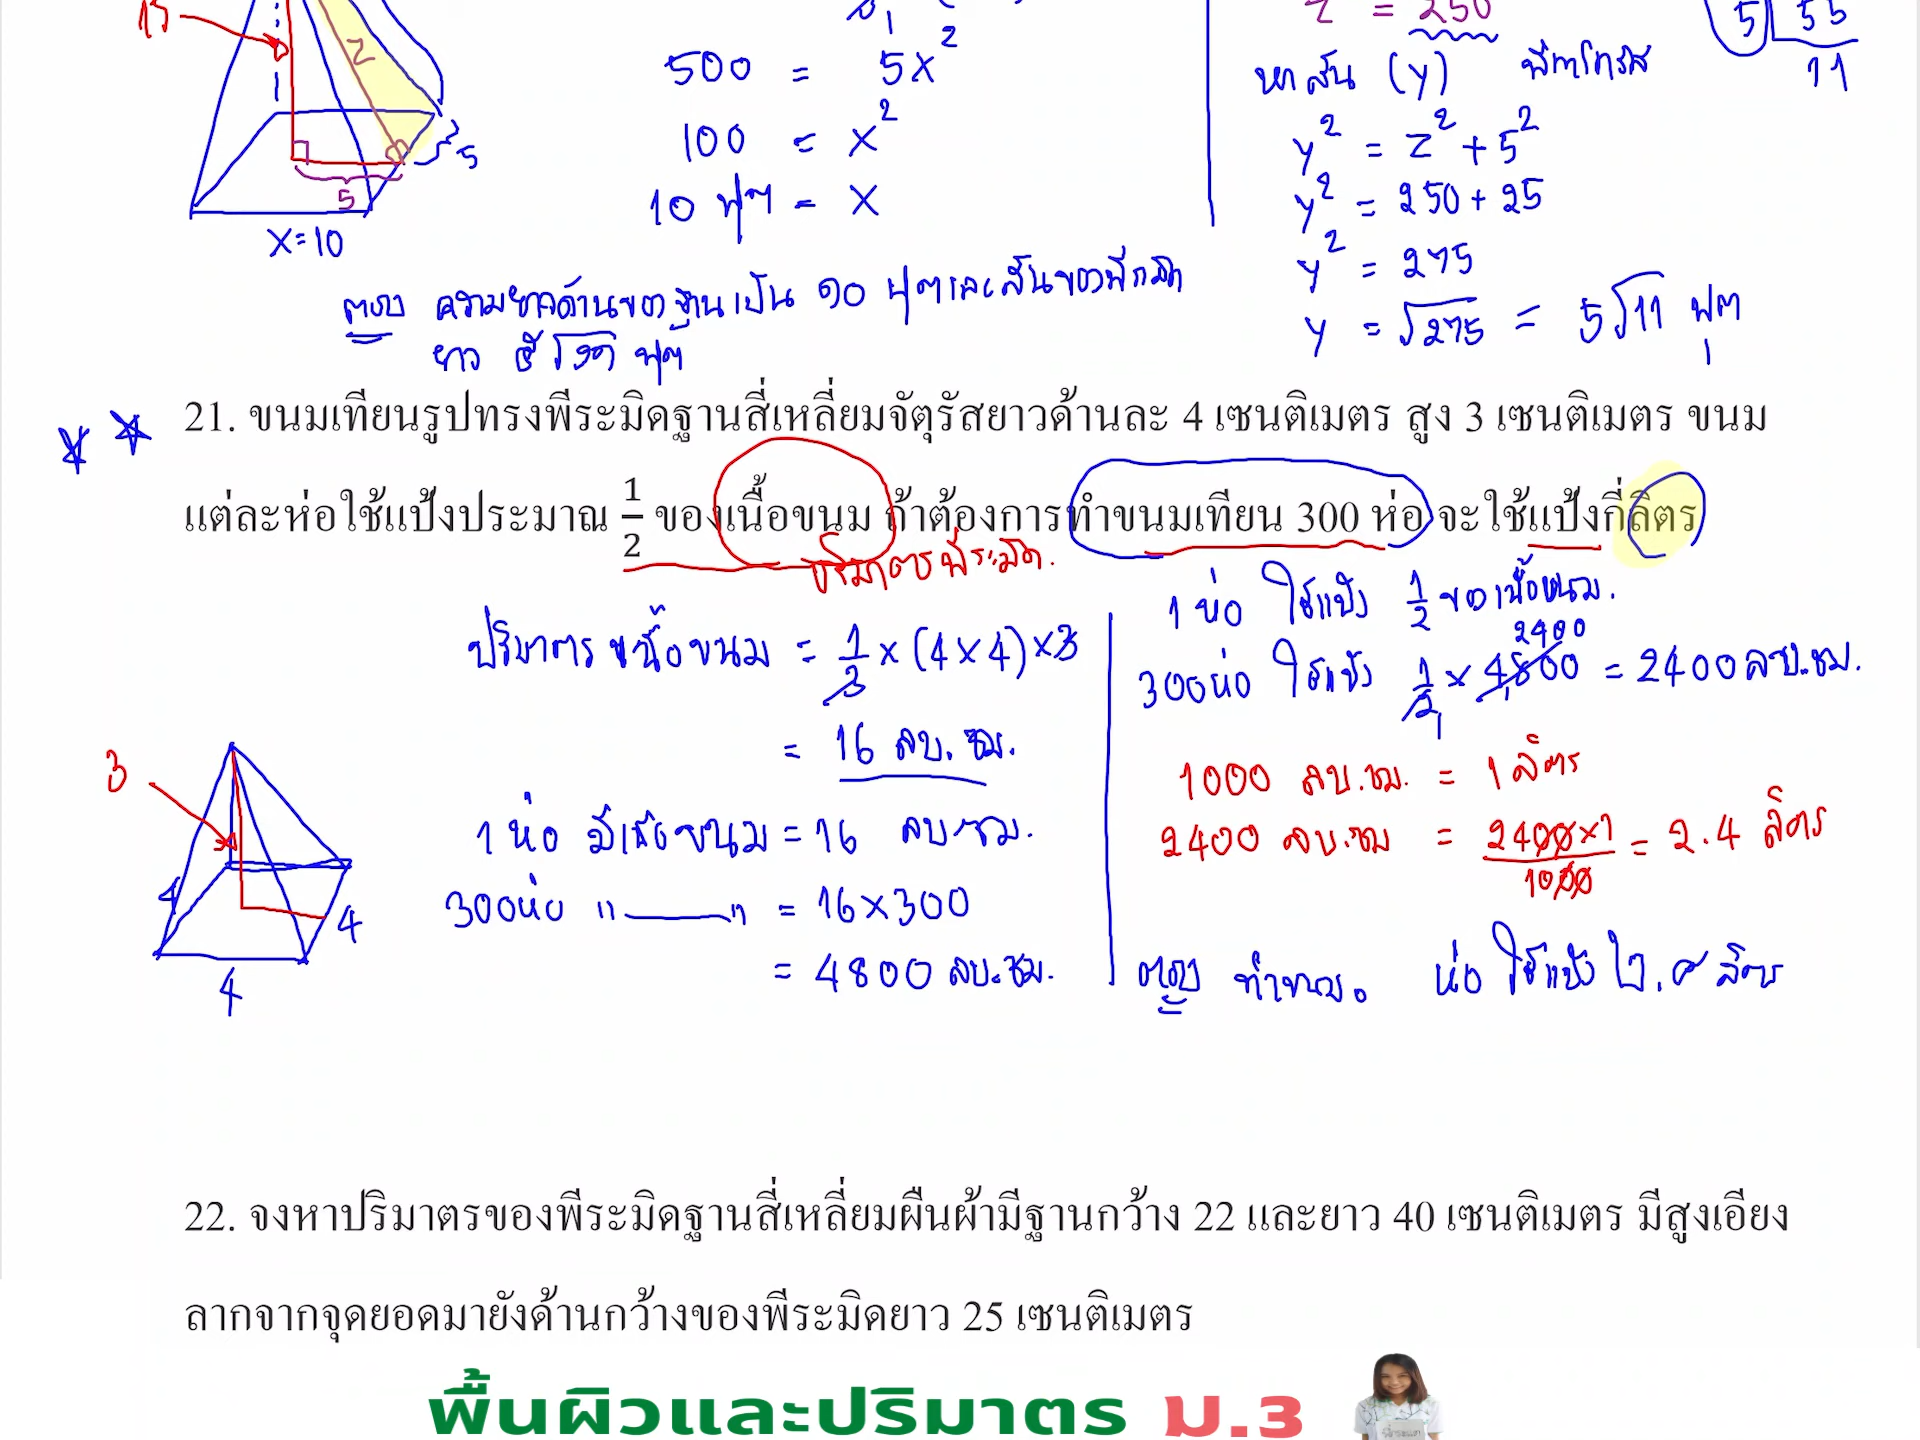 15
Z
5
5
x = 10
500 = 5x²
100 = x²
10 ฟุต = x
Z = 250
หาสัน (y) พีทาโกรัส
y² = z² + 5²
y² = 250 + 25
y² = 275
y = √275 = 5√11 ฟุต
5 55
11
ตอบ ความยาวด้านของฐานเป็น ๑๐ ฟุตและสันของพีระมิด
ยาว ๕√๑๑ ฟุต
21. ขนมเทียนรูปทรงพีระมิดฐานสี่เหลี่ยมจัตุรัสยาวด้านละ 4 เซนติเมตร สูง 3 เซนติเมตร ขนม
แต่ละห่อใช้แป้งประมาณ 1/2 ของเนื้อขนม ถ้าต้องการทำขนมเทียน 300 ห่อ จะใช้แป้งกี่ลิตร
ปริมาตรพีระมิด.
ปริมาตรเนื้อขนม = 1/3 × (4×4) × 3
= 16 ลบ.ซม.
1 ห่อ มีเนื้อขนม = 16 ลบ.ซม.
300ห่อ " " = 16×300
= 4800 ลบ.ซม.
3
4
4
4
1 ห่อ ใช้แป้ง 1/2 ของเนื้อขนม.
2400
300ห่อ ใช้แป้ง 1/2 × 4800 = 2400 ลบ.ซม.
1
1000 ลบ.ซม. = 1 ลิตร
2400 ลบ.ซม = 2400×1/1000 = 2.4 ลิตร
ตอบ ห่อ ใช้แป้ง ๒.๔ ลิตร
22. จงหาปริมาตรของพีระมิดฐานสี่เหลี่ยมผืนผ้ามีฐานกว้าง 22 และยาว 40 เซนติเมตร มีสูงเอียง
ลากจากจุดยอดมายังด้านกว้างของพีระมิดยาว 25 เซนติเมตร
พื้นผิวและปริมาตร ม.3